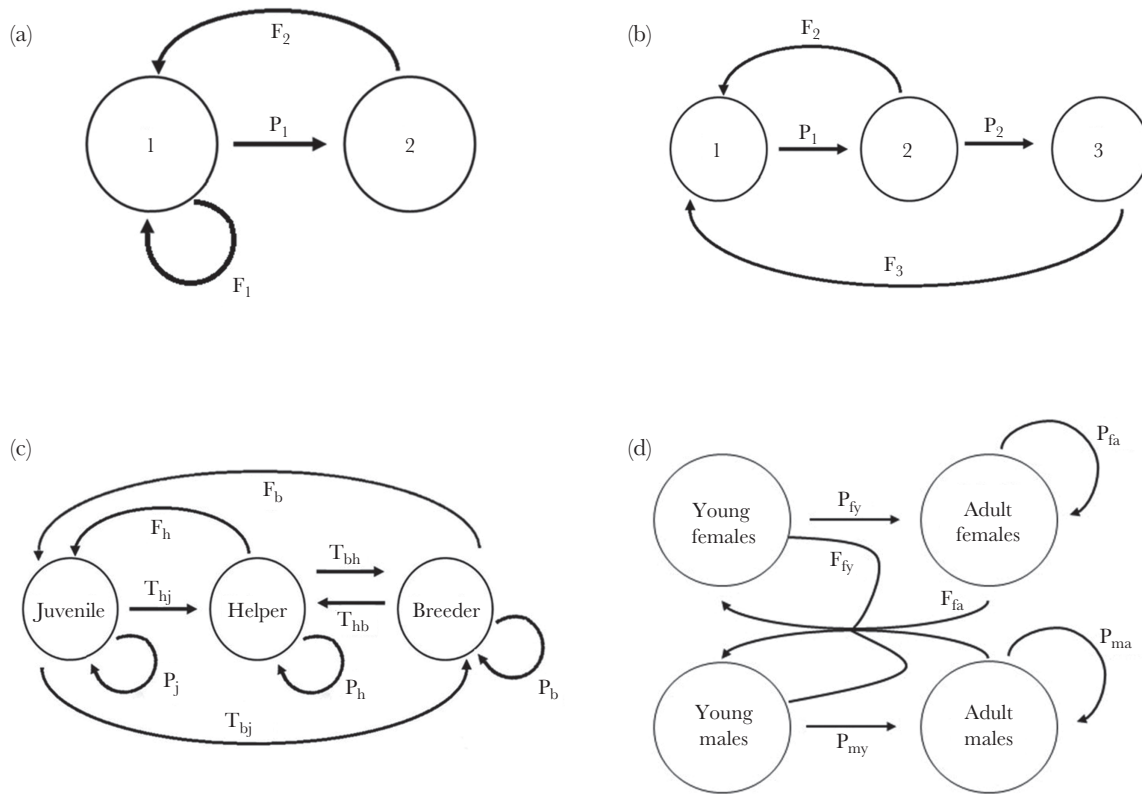 (a)
F2
1
P1
2
F1
(b)
F2
1
P1
2
P2
3
F3
(c)
Fb
Fh
Tbh
Juvenile
Thj
Helper
Thb
Breeder
Pj
Ph
Pb
Tbj
(d)
Pfa
Young
females
Pfy
Adult
females
Ffy
Ffa
Pma
Young
males
Pmy
Adult
males